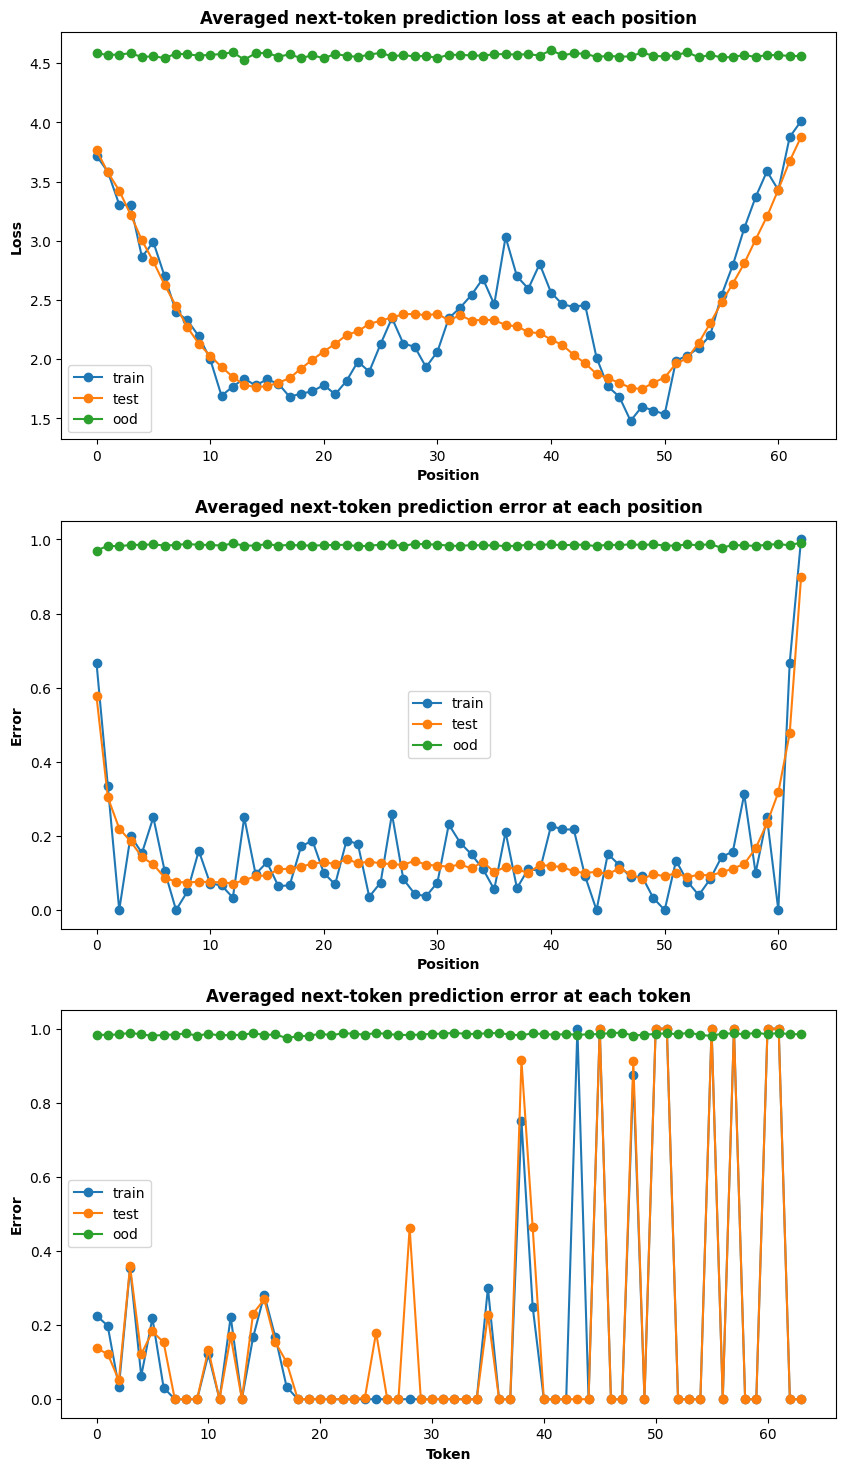 Averaged next-token prediction loss at each position
4.5
4.0
3.5
3.0
2.5
2.0
1.5
Loss
train
test
ood
0 10 20 30 40 50 60
Position
Averaged next-token prediction error at each position
1.0
0.8
0.6
0.4
0.2
0.0
Error
train
test
ood
0 10 20 30 40 50 60
Position
Averaged next-token prediction error at each token
1.0
0.8
0.6
0.4
0.2
0.0
Error
train
test
ood
0 10 20 30 40 50 60
Token